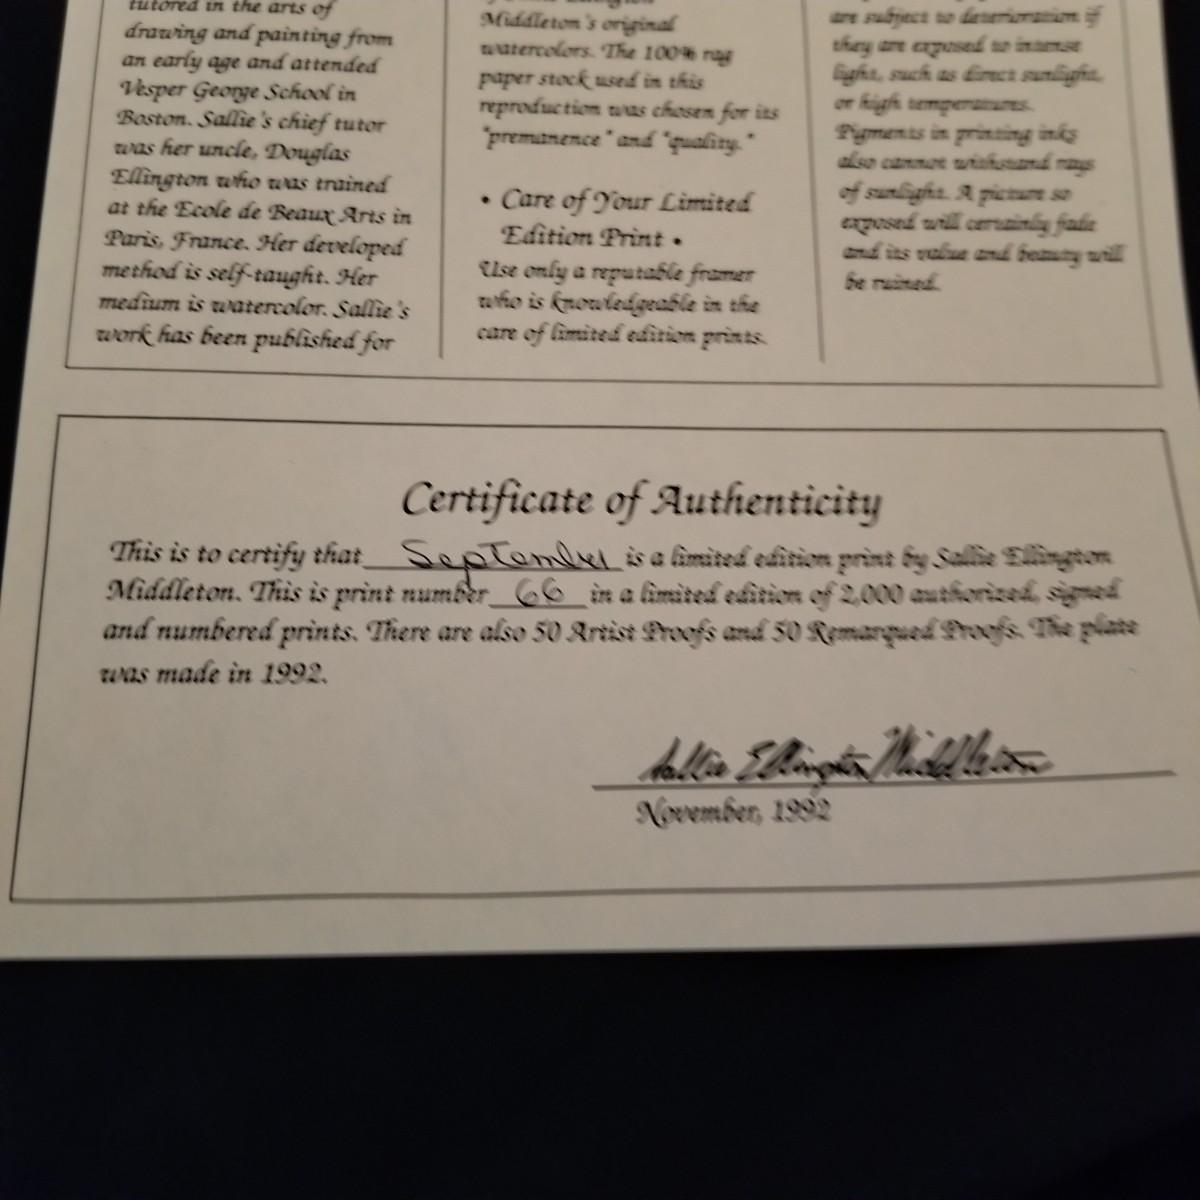 tutored in the arts of
drawing and painting from
an early age and attended
Vesper George School in
Boston. Sallie's chief tutor
was her uncle, Douglas
Ellington who was trained
at the Ecole de Beaux Arts in
Paris, France. Her developed
method is self-taught. Her
medium is watercolor. Sallie's
work has been published for
Middleton's original
watercolors. The 100% rag
paper stock used in this
reproduction was chosen for its
"premanence" and "quality."
• Care of Your Limited
Edition Print •
Use only a reputable framer
who is knowledgeable in the
care of limited edition prints.
are subject to deterioration if
they are exposed to intense
light, such as direct sunlight,
or high temperatures.
Pigments in printing inks
also cannot withstand rays
of sunlight. A picture so
exposed will certainly fade
and its value and beauty will
be ruined.
Certificate of Authenticity
This is to certify that September is a limited edition print by Sallie Ellington
Middleton. This is print number 66 in a limited edition of 2,000 authorized, signed
and numbered prints. There are also 50 Artist Proofs and 50 Remarqued Proofs. The plate
was made in 1992.
Sallie Ellington Middleton
November, 1992